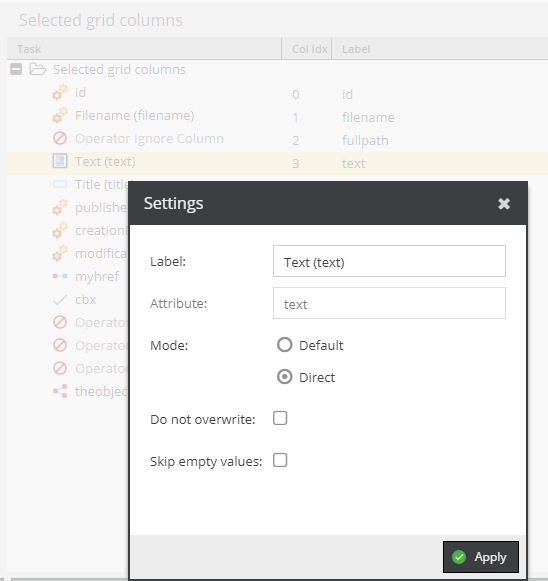 Selected grid columns
Task Col Idx Label
Selected grid columns
id 0 id
Filename (filename) 1 filename
Operator Ignore Column 2 fullpath
Text (text) 3 text
Title (title
publishe
creationD
modifica
myhref
cbx
Operator
Operator
Operator
theobjec
Settings
Label: Text (text)
Attribute: text
Mode: Default
Direct
Do not overwrite:
Skip empty values:
Apply